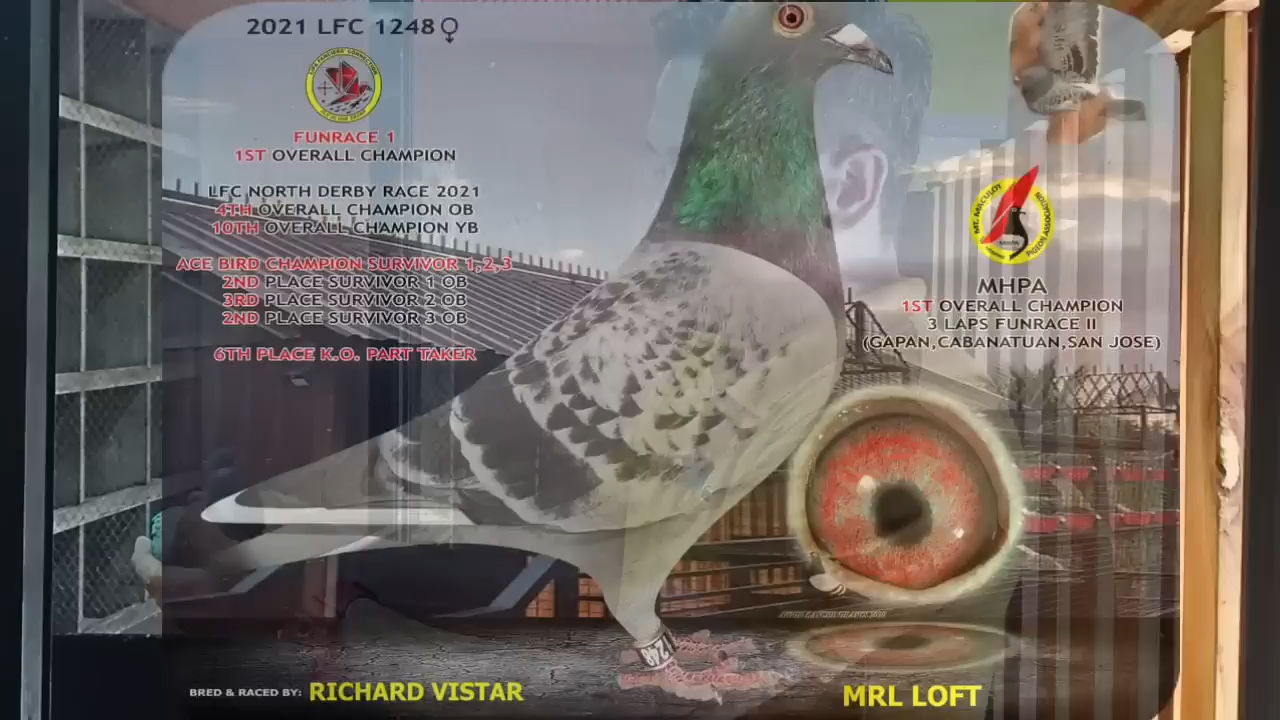 2021 LFC 1248♀
FUNRACE 1
1ST OVERALL CHAMPION
LFC NORTH DERBY RACE 2021
4TH OVERALL CHAMPION OB
10TH OVERALL CHAMPION YB
ACE BIRD CHAMPION SURVIVOR 1,2,3
2ND PLACE SURVIVOR 1 OB
3RD PLACE SURVIVOR 2 OB
2ND PLACE SURVIVOR 3 OB
6TH PLACE K.O. PART TAKER
MHPA
1ST OVERALL CHAMPION
3 LAPS FUNRACE II
(GAPAN,CABANATUAN,SAN JOSE)
1248
BRED & RACED BY: RICHARD VISTAR
MRL LOFT